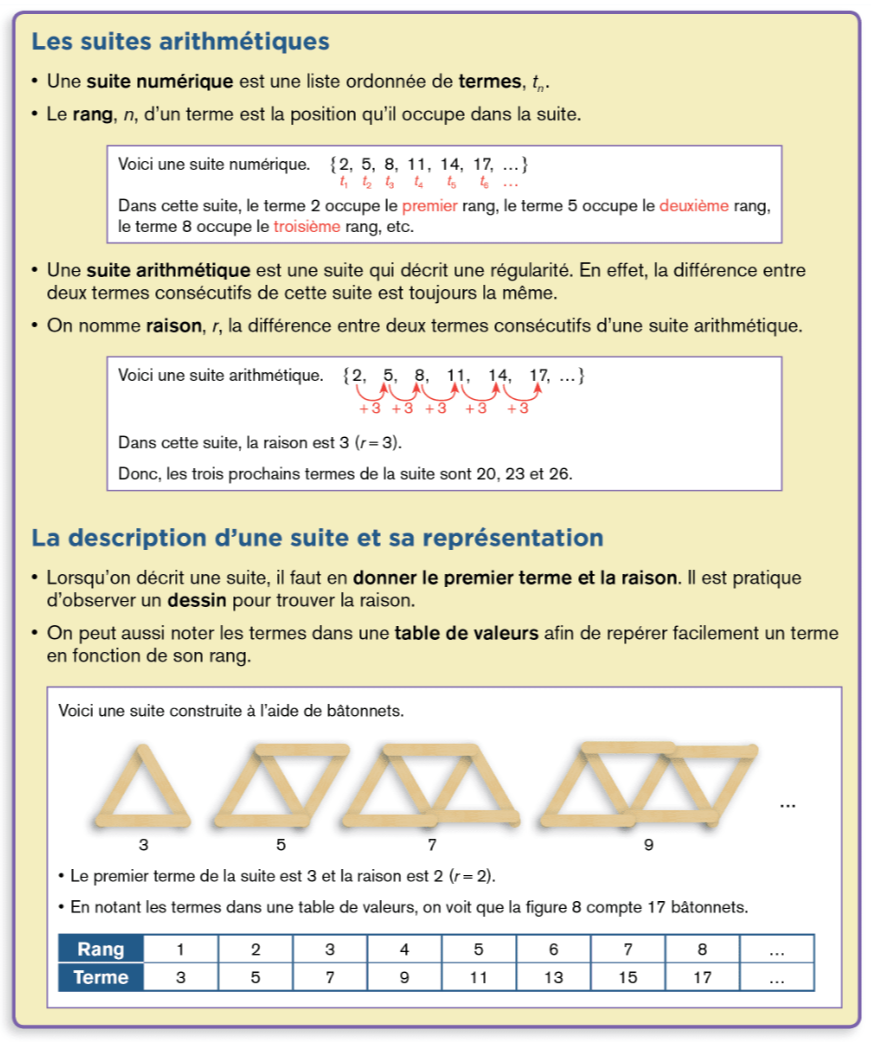 Les suites arithmétiques
• Une suite numérique est une liste ordonnée de termes, tₙ.
• Le rang, n, d’un terme est la position qu’il occupe dans la suite.
Voici une suite numérique. {2, 5, 8, 11, 14, 17, …}
t₁ t₂ t₃ t₄ t₅ t₆ …
Dans cette suite, le terme 2 occupe le premier rang, le terme 5 occupe le deuxième rang,
le terme 8 occupe le troisième rang, etc.
• Une suite arithmétique est une suite qui décrit une régularité. En effet, la différence entre
deux termes consécutifs de cette suite est toujours la même.
• On nomme raison, r, la différence entre deux termes consécutifs d’une suite arithmétique.
Voici une suite arithmétique. {2, 5, 8, 11, 14, 17, …}
+3 +3 +3 +3 +3
Dans cette suite, la raison est 3 (r = 3).
Donc, les trois prochains termes de la suite sont 20, 23 et 26.
La description d’une suite et sa représentation
• Lorsqu’on décrit une suite, il faut en donner le premier terme et la raison. Il est pratique
d’observer un dessin pour trouver la raison.
• On peut aussi noter les termes dans une table de valeurs afin de repérer facilement un terme
en fonction de son rang.
Voici une suite construite à l’aide de bâtonnets.
…
3 5 7 9
• Le premier terme de la suite est 3 et la raison est 2 (r = 2).
• En notant les termes dans une table de valeurs, on voit que la figure 8 compte 17 bâtonnets.
Rang 1 2 3 4 5 6 7 8 …
Terme 3 5 7 9 11 13 15 17 …